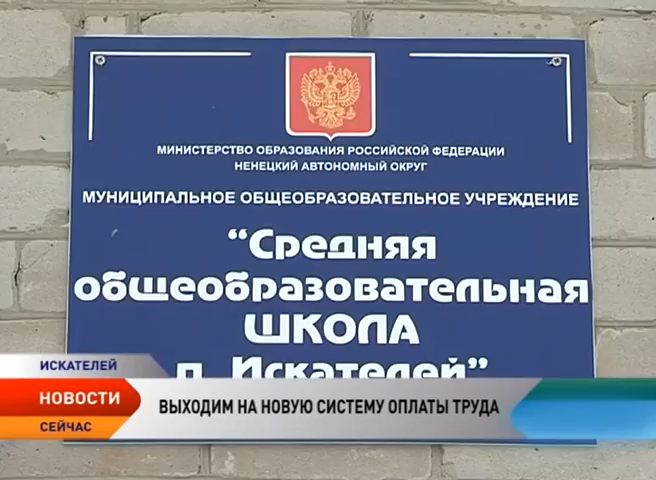 МИНИСТЕРСТВО ОБРАЗОВАНИЯ РОССИЙСКОЙ ФЕДЕРАЦИИ
НЕНЕЦКИЙ АВТОНОМНЫЙ ОКРУГ
МУНИЦИПАЛЬНОЕ ОБЩЕОБРАЗОВАТЕЛЬНОЕ УЧРЕЖДЕНИЕ
“Средняя
общеобразовательная
ШКОЛА
п. Искателей”
ИСКАТЕЛЕЙ
НОВОСТИ
СЕЙЧАС
ВЫХОДИМ НА НОВУЮ СИСТЕМУ ОПЛАТЫ ТРУДА